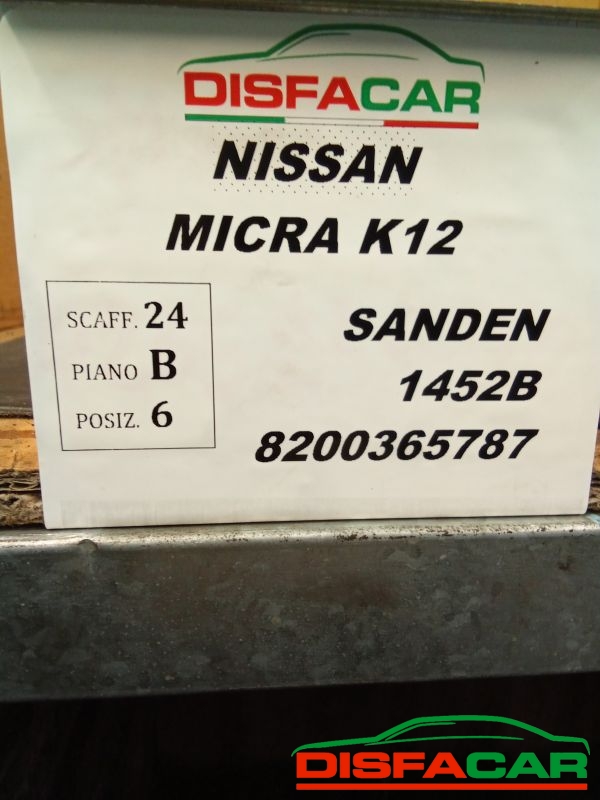 DISFACAR
NISSAN
MICRA K12
SCAFF. 24
PIANO B
POSIZ. 6
SANDEN
1452B
8200365787
DISFACAR